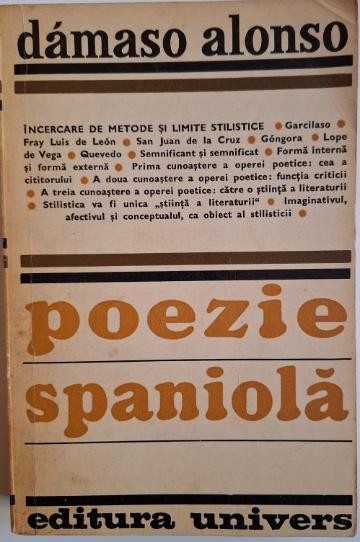 dámaso alonso
ÎNCERCARE DE METODE ȘI LIMITE STILISTICE ● Garcilaso ●
Fray Luis de León ● San Juan de la Cruz ● Góngora ● Lope
de Vega ● Quevedo ● Semnificant și semnificat ● Formă internă
și formă externă ● Prima cunoaștere a operei poetice: cea a
cititorului ● A doua cunoaștere a operei poetice: funcția criticii
● A treia cunoaștere a operei poetice: către o știință a literaturii
● Stilistica va fi unica „știință a literaturii“ ● Imaginativul,
afectivul și conceptualul, ca obiect al stilisticii ●
poezie
spaniolă
editura univers